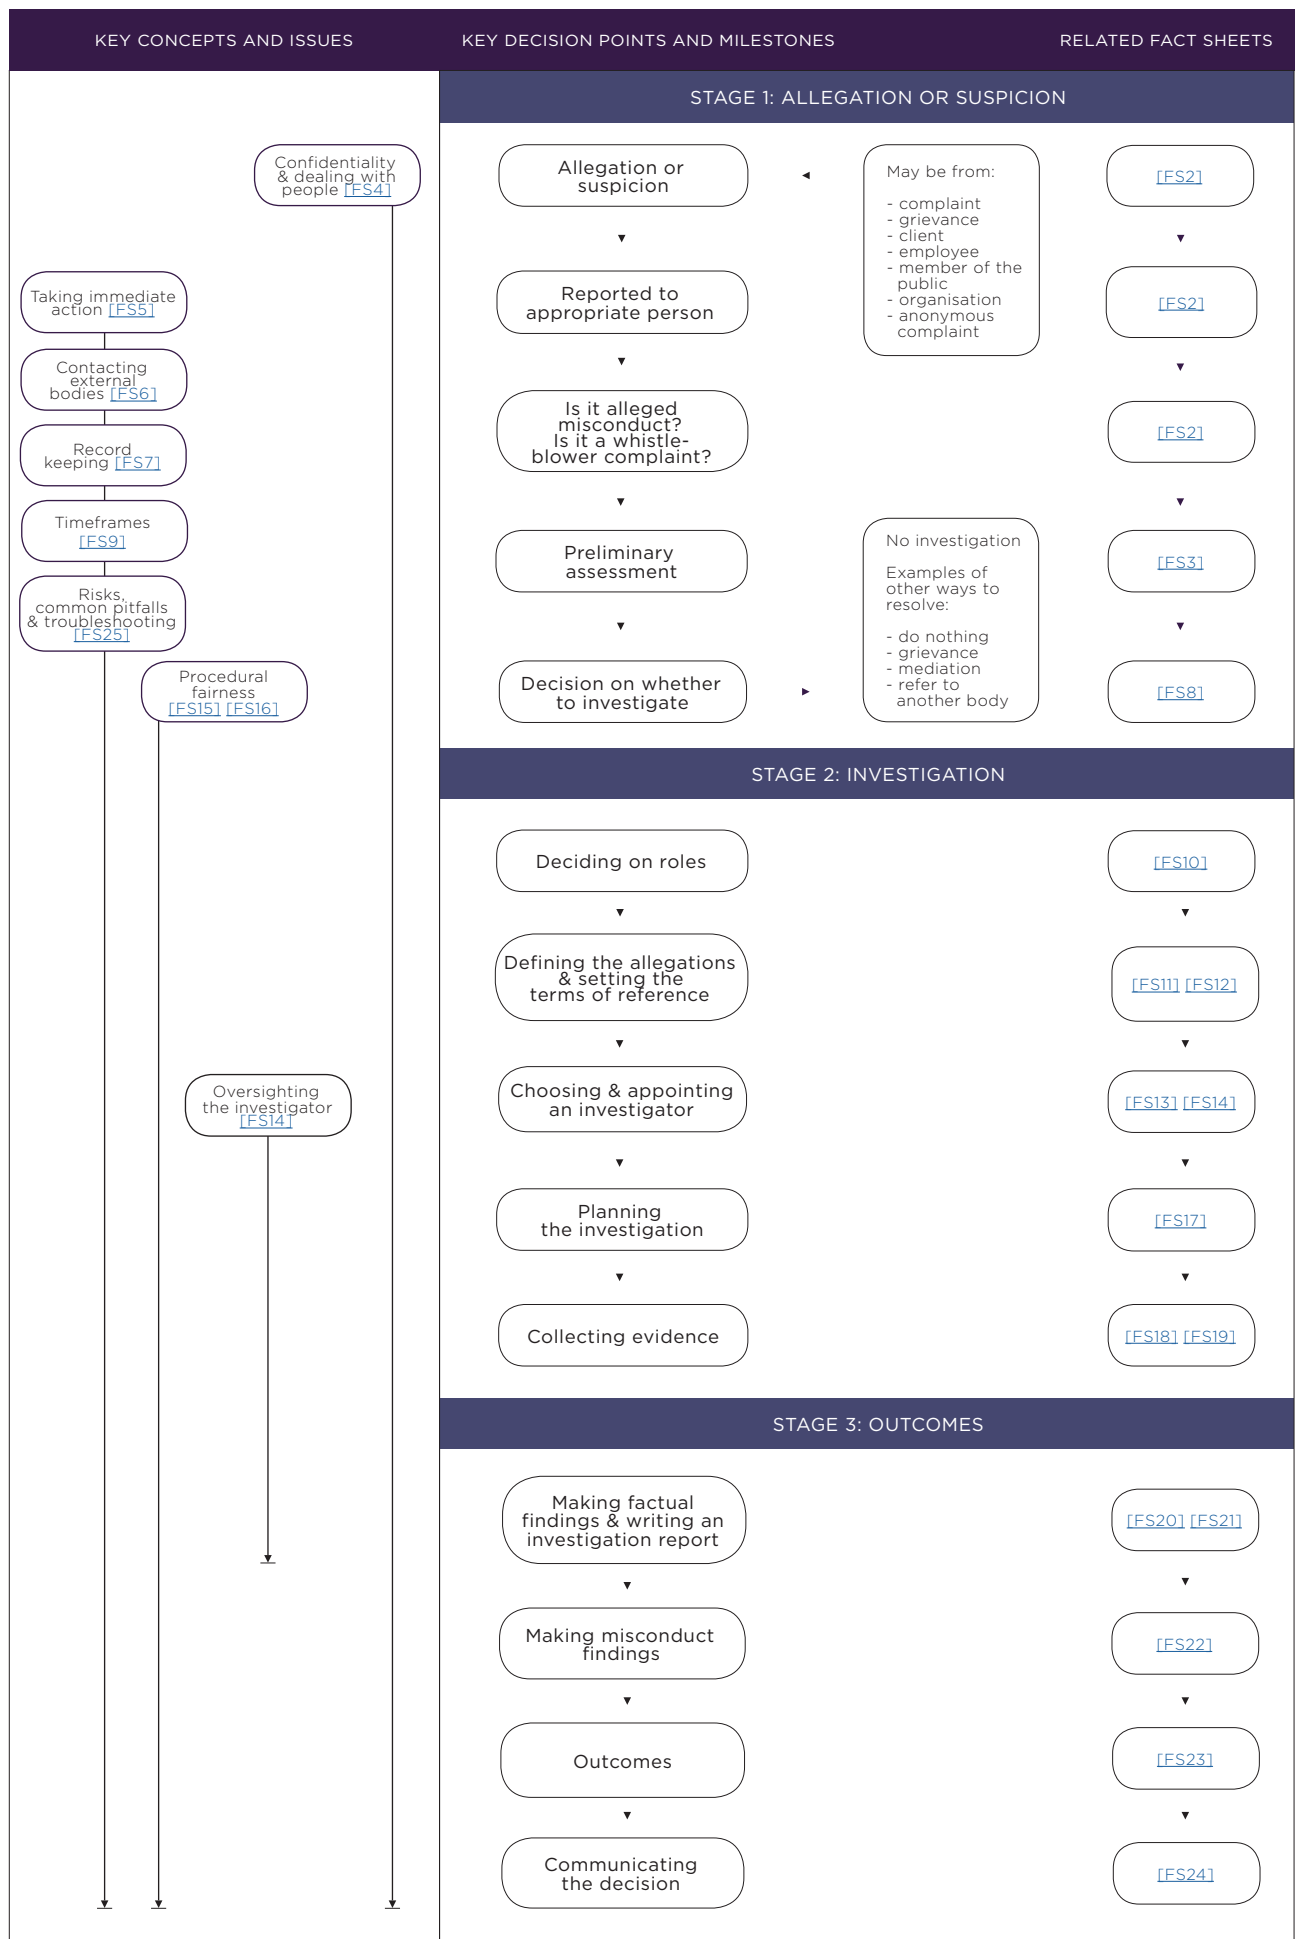 KEY CONCEPTS AND ISSUES
KEY DECISION POINTS AND MILESTONES
RELATED FACT SHEETS
Confidentiality
& dealing with
people [FS4]
Taking immediate
action [FS5]
Contacting
external
bodies [FS6]
Record
keeping [FS7]
Timeframes
[FS9]
Risks,
common pitfalls
& troubleshooting
[FS25]
Procedural
fairness
[FS15] [FS16]
Oversighting
the investigator
[FS14]
STAGE 1: ALLEGATION OR SUSPICION
Allegation or
suspicion
May be from:
- complaint
- grievance
- client
- employee
- member of the
public
- organisation
- anonymous
complaint
[FS2]
Reported to
appropriate person
[FS2]
Is it alleged
misconduct?
Is it a whistle-
blower complaint?
[FS2]
Preliminary
assessment
No investigation
Examples of
other ways to
resolve:
- do nothing
- grievance
- mediation
- refer to
another body
[FS3]
Decision on whether
to investigate
[FS8]
STAGE 2: INVESTIGATION
Deciding on roles
[FS10]
Defining the allegations
& setting the
terms of reference
[FS11] [FS12]
Choosing & appointing
an investigator
[FS13] [FS14]
Planning
the investigation
[FS17]
Collecting evidence
[FS18] [FS19]
STAGE 3: OUTCOMES
Making factual
findings & writing an
investigation report
[FS20] [FS21]
Making misconduct
findings
[FS22]
Outcomes
[FS23]
Communicating
the decision
[FS24]